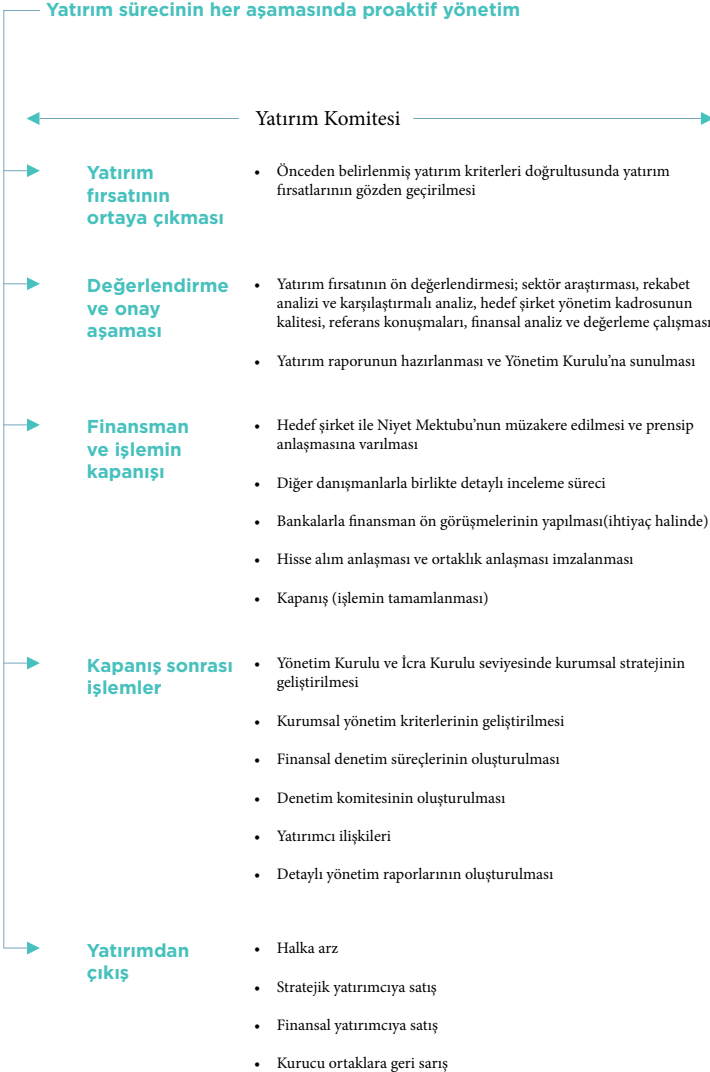 Yatırım sürecinin her aşamasında proaktif yönetim
Yatırım Komitesi
Yatırım
fırsatının
ortaya çıkması
• Önceden belirlenmiş yatırım kriterleri doğrultusunda yatırım
fırsatlarının gözden geçirilmesi
Değerlendirme
ve onay
aşaması
• Yatırım fırsatının ön değerlendirmesi; sektör araştırması, rekabet
analizi ve karşılaştırmalı analiz, hedef şirket yönetim kadrosunun
kalitesi, referans konuşmaları, finansal analiz ve değerleme çalışması
• Yatırım raporunun hazırlanması ve Yönetim Kurulu’na sunulması
Finansman
ve işlemin
kapanışı
• Hedef şirket ile Niyet Mektubu’nun müzakere edilmesi ve prensip
anlaşmasına varılması
• Diğer danışmanlarla birlikte detaylı inceleme süreci
• Bankalarla finansman ön görüşmelerinin yapılması(ihtiyaç halinde)
• Hisse alım anlaşması ve ortaklık anlaşması imzalanması
• Kapanış (işlemin tamamlanması)
Kapanış sonrası
işlemler
• Yönetim Kurulu ve İcra Kurulu seviyesinde kurumsal stratejinin
geliştirilmesi
• Kurumsal yönetim kriterlerinin geliştirilmesi
• Finansal denetim süreçlerinin oluşturulması
• Denetim komitesinin oluşturulması
• Yatırımcı ilişkileri
• Detaylı yönetim raporlarının oluşturulması
Yatırımdan
çıkış
• Halka arz
• Stratejik yatırımcıya satış
• Finansal yatırımcıya satış
• Kurucu ortaklara geri sarış